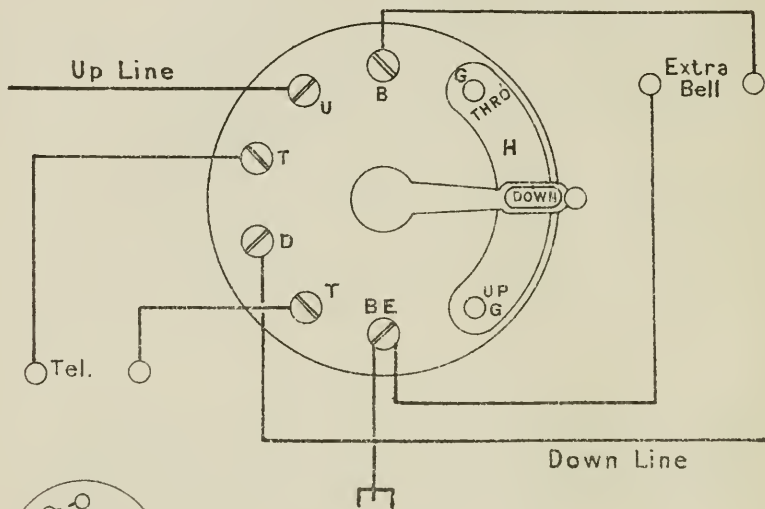 Up Line
Extra
Bell
U
B
G
THRO'
T
H
DOWN
D
T
BE
UP
G
Tel.
Down Line